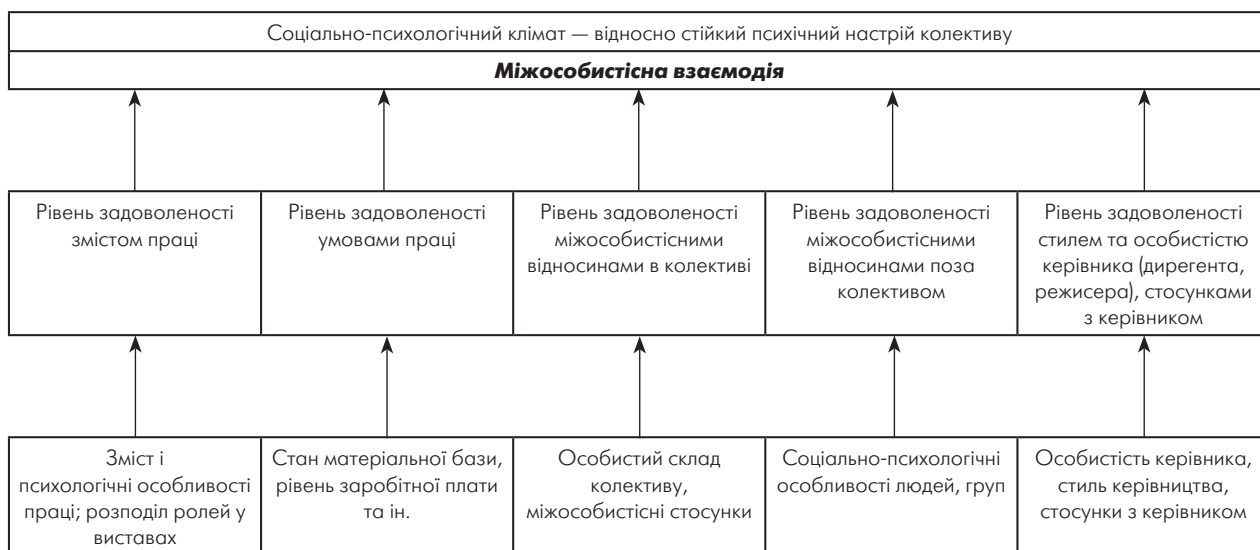 Соціально-психологічний клімат — відносно стійкий психічний настрій колективу
Міжособистісна взаємодія
Рівень задоволеності
змістом праці
Рівень задоволеності
умовами праці
Рівень задоволеності
міжособистісними
відносинами в колективі
Рівень задоволеності
міжособистісними
відносинами поза
колективом
Рівень задоволеності
стилем та особистістю
керівника (дирегента,
режисера), стосунками
з керівником
Зміст і
психологічні особливості
праці; розподіл ролей у
виставах
Стан матеріальної бази,
рівень заробітної плати
та ін.
Особистий склад
колективу,
міжособистісні стосунки
Соціально-психологічні
особливості людей, груп
Особистість керівника,
стиль керівництва,
стосунки з керівником